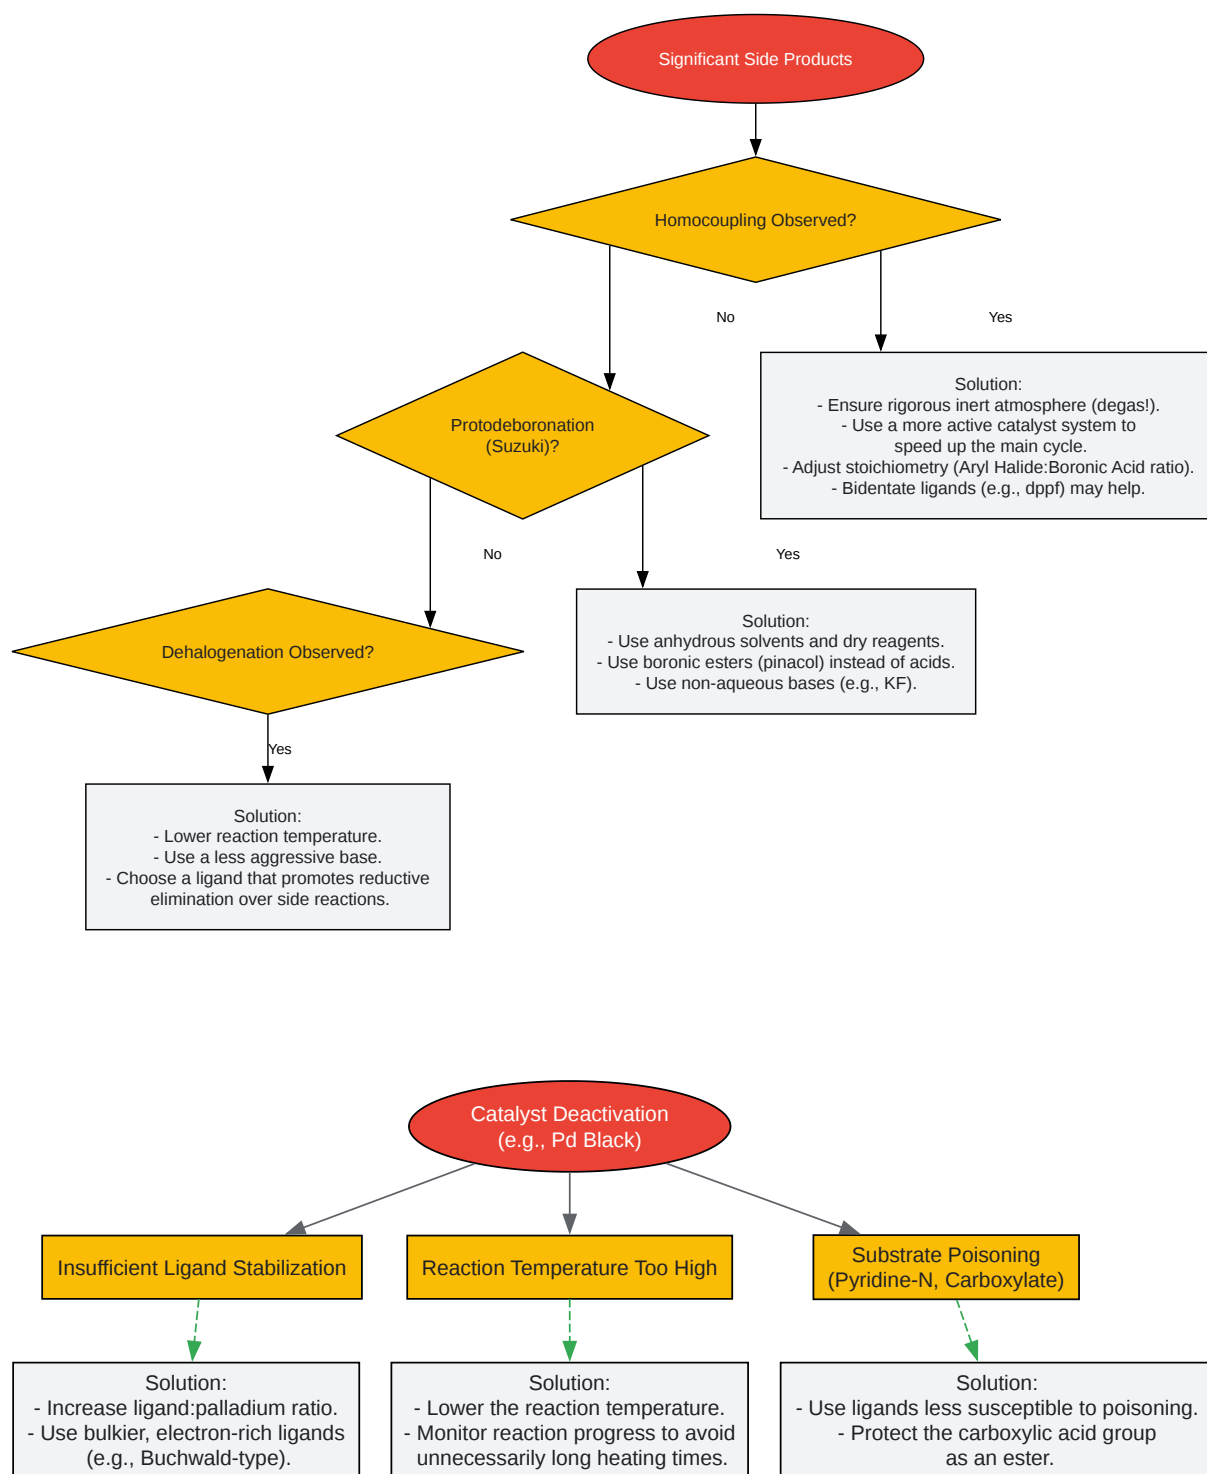 Significant Side Products
Homocoupling Observed?
No
Yes
Solution:
- Ensure rigorous inert atmosphere (degas!).
- Use a more active catalyst system to
speed up the main cycle.
- Adjust stoichiometry (Aryl Halide:Boronic Acid ratio).
- Bidentate ligands (e.g., dppf) may help.
Protodeboronation
(Suzuki)?
No
Yes
Solution:
- Use anhydrous solvents and dry reagents.
- Use boronic esters (pinacol) instead of acids.
- Use non-aqueous bases (e.g., KF).
Dehalogenation Observed?
Yes
Solution:
- Lower reaction temperature.
- Use a less aggressive base.
- Choose a ligand that promotes reductive
elimination over side reactions.
Catalyst Deactivation
(e.g., Pd Black)
Insufficient Ligand Stabilization
Reaction Temperature Too High
Substrate Poisoning
(Pyridine-N, Carboxylate)
Solution:
- Increase ligand:palladium ratio.
- Use bulkier, electron-rich ligands
(e.g., Buchwald-type).
Solution:
- Lower the reaction temperature.
- Monitor reaction progress to avoid
unnecessarily long heating times.
Solution:
- Use ligands less susceptible to poisoning.
- Protect the carboxylic acid group
as an ester.